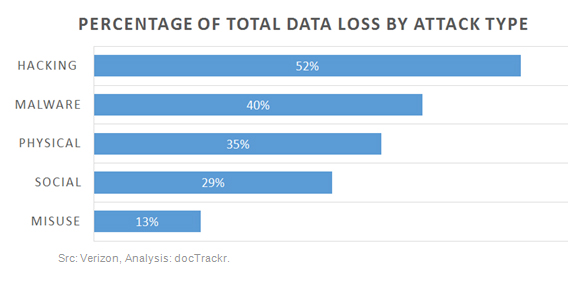 PERCENTAGE OF TOTAL DATA LOSS BY ATTACK TYPE
HACKING 52%
MALWARE 40%
PHYSICAL 35%
SOCIAL 29%
MISUSE 13%
Src: Verizon, Analysis: docTrackr.